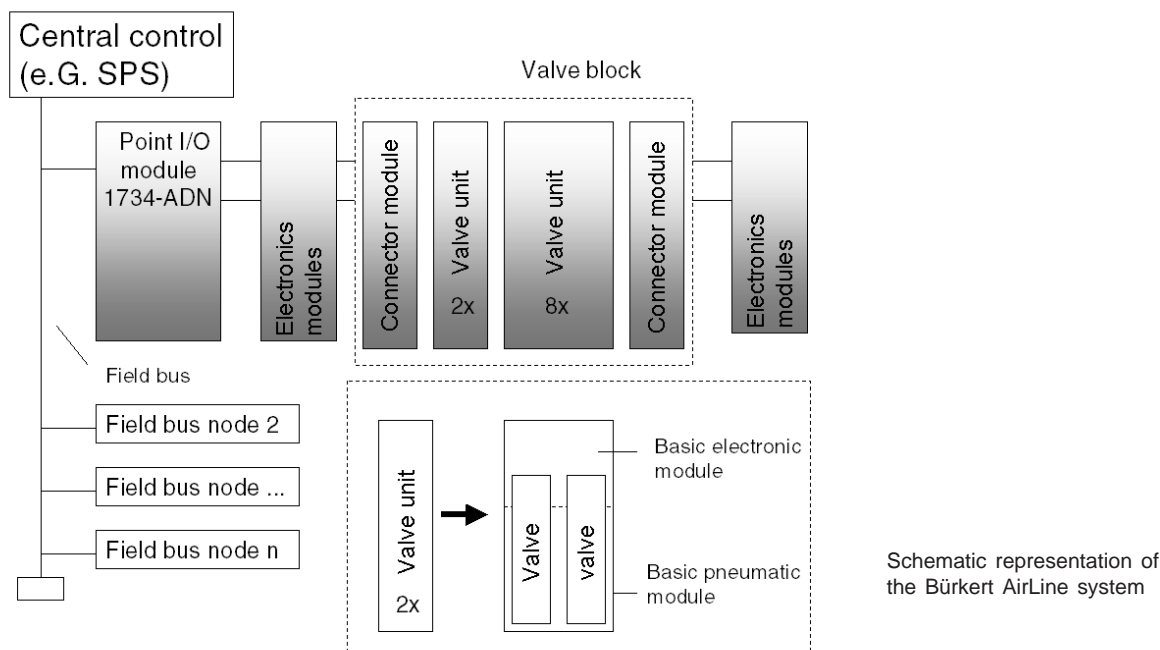 Central control
(e.G. SPS)
Valve block
Point I/O
module
1734-ADN
Electronics
modules
Connector module
Valve unit
2x
Valve unit
8x
Connector module
Electronics
modules
Field bus
Field bus node 2
Field bus node ...
Field bus node n
Valve unit
2x
Valve
valve
Basic electronic
module
Basic pneumatic
module
Schematic representation of
the Bürkert AirLine system